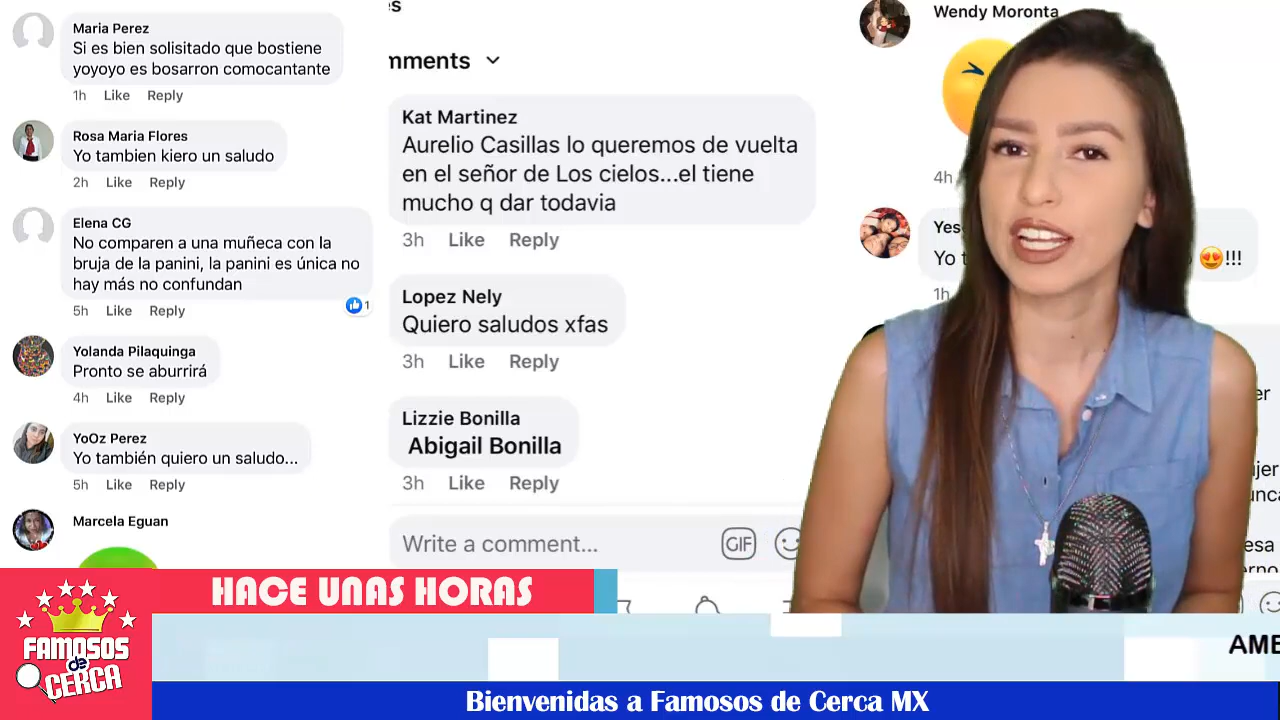 Maria Perez
Si es bien solisitado que bostiene
yoyoyo es bosarron comocantante
1h Like Reply
Rosa Maria Flores
Yo tambien kiero un saludo
2h Like Reply
Elena CG
No comparen a una muñeca con la
bruja de la panini, la panini es única no
hay más no confundan
1
5h Like Reply
Yolanda Pilaquinga
Pronto se aburrirá
4h Like Reply
YoOz Perez
Yo también quiero un saludo...
5h Like Reply
Marcela Eguan
Kat Martinez
Aurelio Casillas lo queremos de vuelta
en el señor de Los cielos...el tiene
mucho q dar todavia
3h Like Reply
Lopez Nely
Quiero saludos xfas
3h Like Reply
Lizzie Bonilla
Abigail Bonilla
3h Like Reply
Write a comment...
GIF
Wendy Moronta
4h
Yo
!!!
1h
HACE UNAS HORAS
FAMOSOS
de
CERCA
Bienvenidas a Famosos de Cerca MX